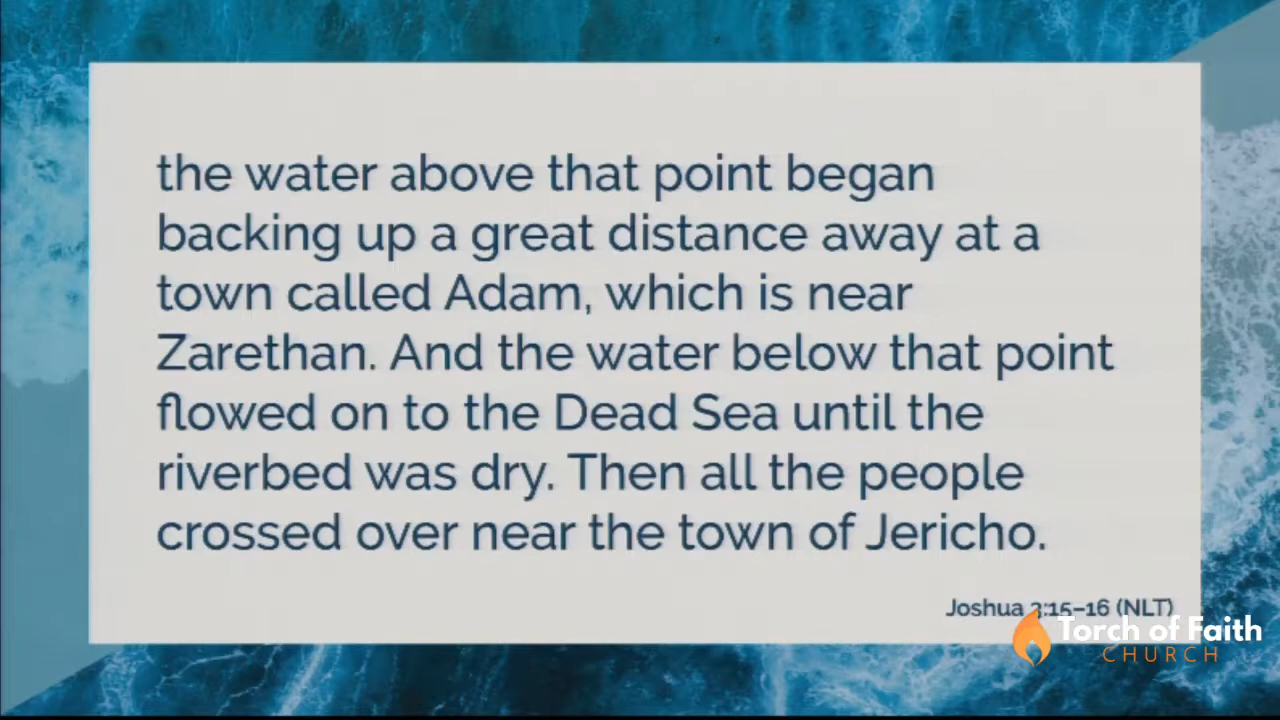 the water above that point began
backing up a great distance away at a
town called Adam, which is near
Zarethan. And the water below that point
flowed on to the Dead Sea until the
riverbed was dry. Then all the people
crossed over near the town of Jericho.
Joshua 3:15–16 (NLT)
Torch of Faith
CHURCH